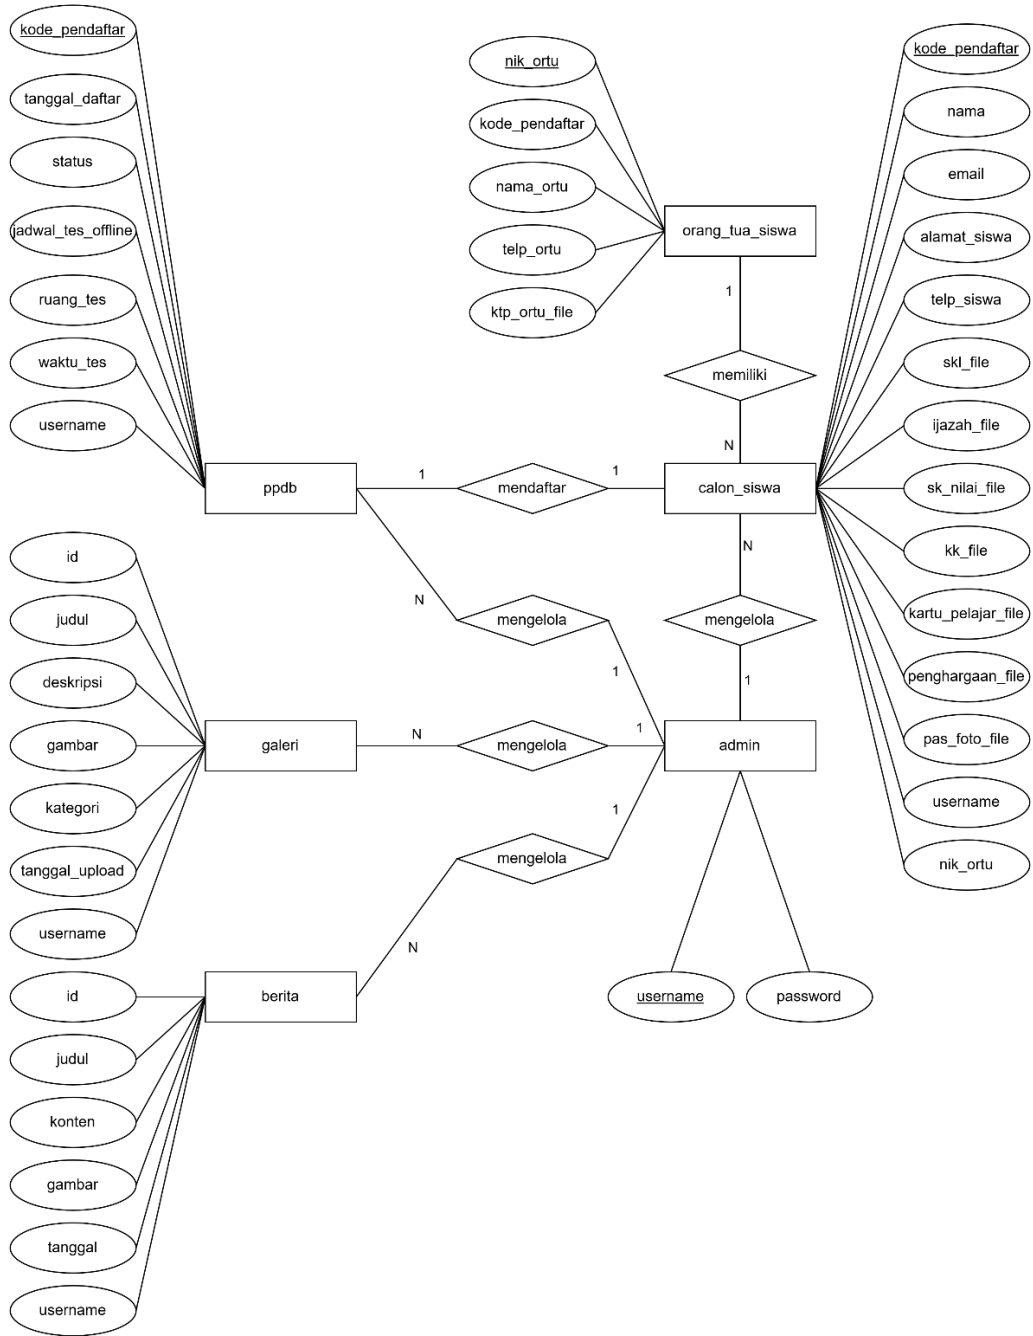 kode_pendaftar
tanggal_daftar
status
jadwal_tes_offline
ruang_tes
waktu_tes
username
ppdb
nik_ortu
kode_pendaftar
nama_ortu
telp_ortu
ktp_ortu_file
orang_tua_siswa
1
memiliki
N
kode_pendaftar
nama
email
alamat_siswa
telp_siswa
skl_file
ijazah_file
sk_nilai_file
kk_file
kartu_pelajar_file
penghargaan_file
pas_foto_file
username
nik_ortu
1
mendaftar
1
calon_siswa
N
mengelola
1
N
mengelola
1
id
judul
deskripsi
gambar
kategori
tanggal_upload
username
galeri
N
mengelola
1
admin
1
mengelola
N
username
password
id
judul
konten
gambar
tanggal
username
berita